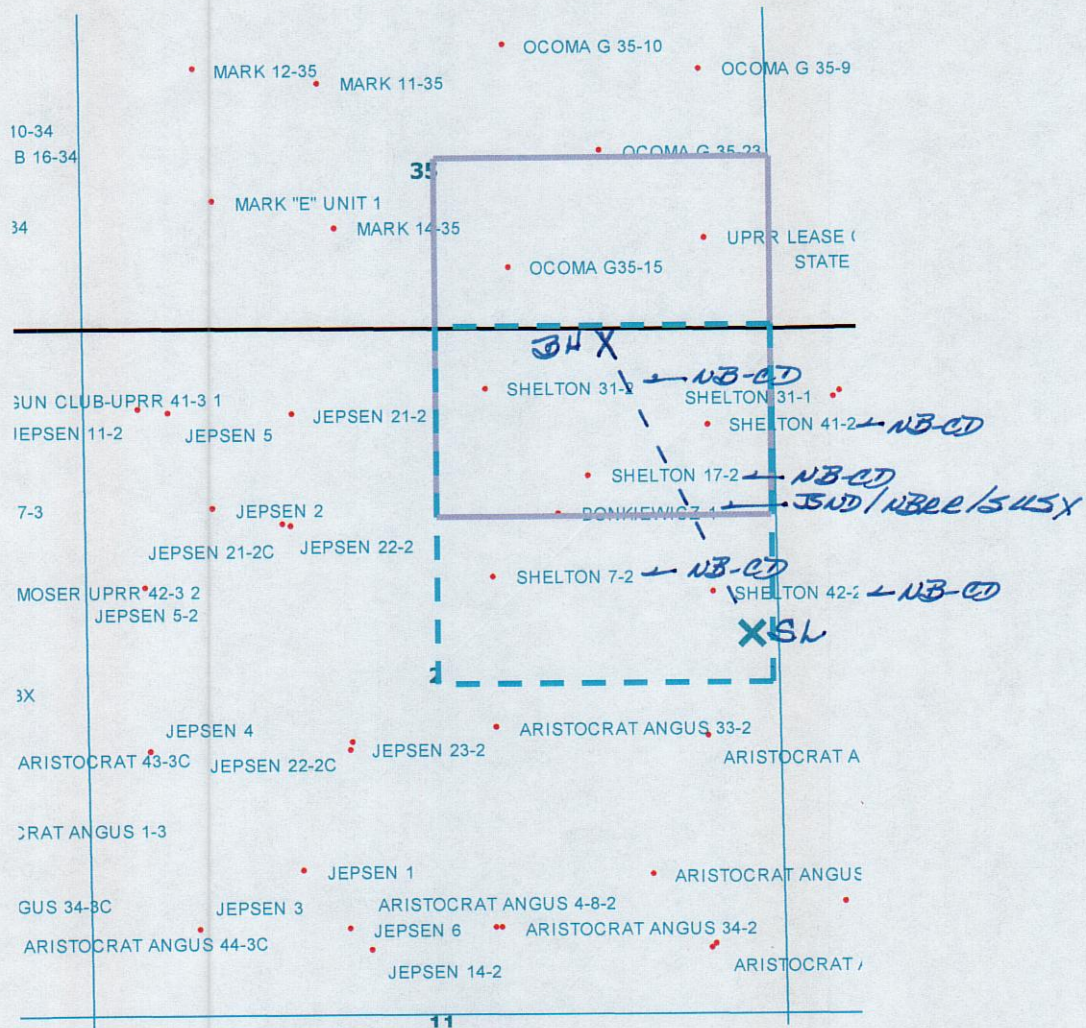 OCOMA G 35-10
MARK 12-35
OCOMA G 35-9
MARK 11-35
10-34
B 16-34
OCOMA G 35-23
35
MARK "E" UNIT 1
34
MARK 14-35
UPRR LEASE
STATE
OCOMA G35-15
BH X
SHELTON 31-2 NB-CD
SHELTON 31-1
GUN CLUB-UPRR 41-3 1
JEPSEN 21-2
JEPSEN 11-2
JEPSEN 5
SHELTON 41-2 NB-CD
SHELTON 17-2 NB-CD
7-3
JEPSEN 2
BONKIEWICZ 1 JSND/NBRR/SUSX
JEPSEN 21-2C
JEPSEN 22-2
SHELTON 7-2 NB-CD
MOSER UPRR 42-3 2
SHELTON 42-2 NB-CD
JEPSEN 5-2
X SL
2
3X
JEPSEN 4
ARISTOCRAT ANGUS 33-2
JEPSEN 23-2
ARISTOCRAT 43-3C
JEPSEN 22-2C
ARISTOCRAT A
CRAT ANGUS 1-3
JEPSEN 1
ARISTOCRAT ANGUS
GUS 34-3C
JEPSEN 3
ARISTOCRAT ANGUS 4-8-2
JEPSEN 6
ARISTOCRAT ANGUS 34-2
ARISTOCRAT ANGUS 44-3C
JEPSEN 14-2
ARISTOCRAT
11